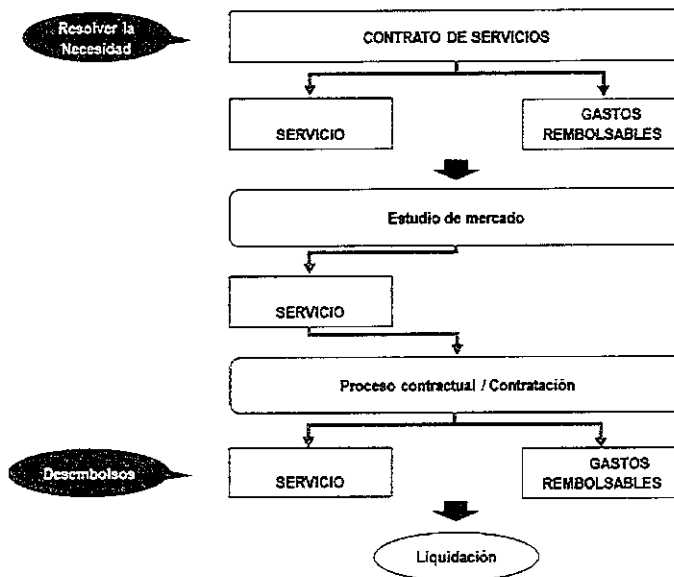 Resolver la
Necesidad
CONTRATO DE SERVICIOS
SERVICIO
GASTOS
REMBOLSABLES
Estudio de mercado
SERVICIO
Proceso contractual / Contratación
Desembolsos
SERVICIO
GASTOS
REMBOLSABLES
Liquidación